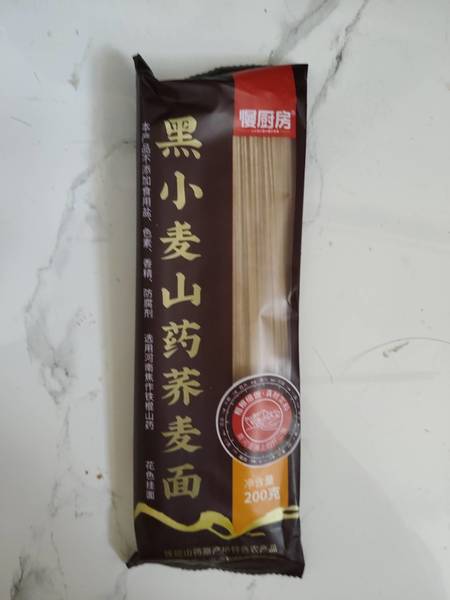 慢厨房
黑小麦山药荞麦面
本产品不添加食用盐、色素、香精、防腐剂 选用河南焦作铁棍山药 花色挂面
净含量
200克